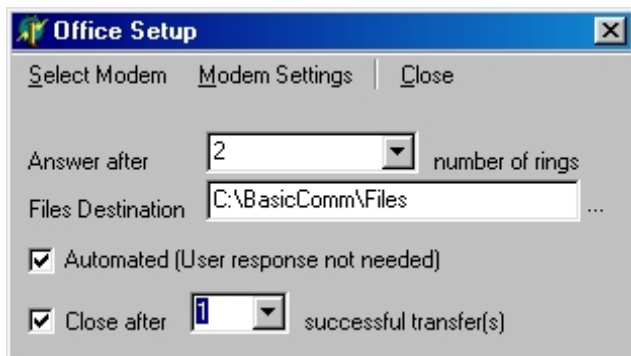 Office Setup
Select Modem Modem Settings Close
Answer after 2 number of rings
Files Destination C:\BasicComm\Files ...
Automated (User response not needed)
Close after 1 successful transfer(s)